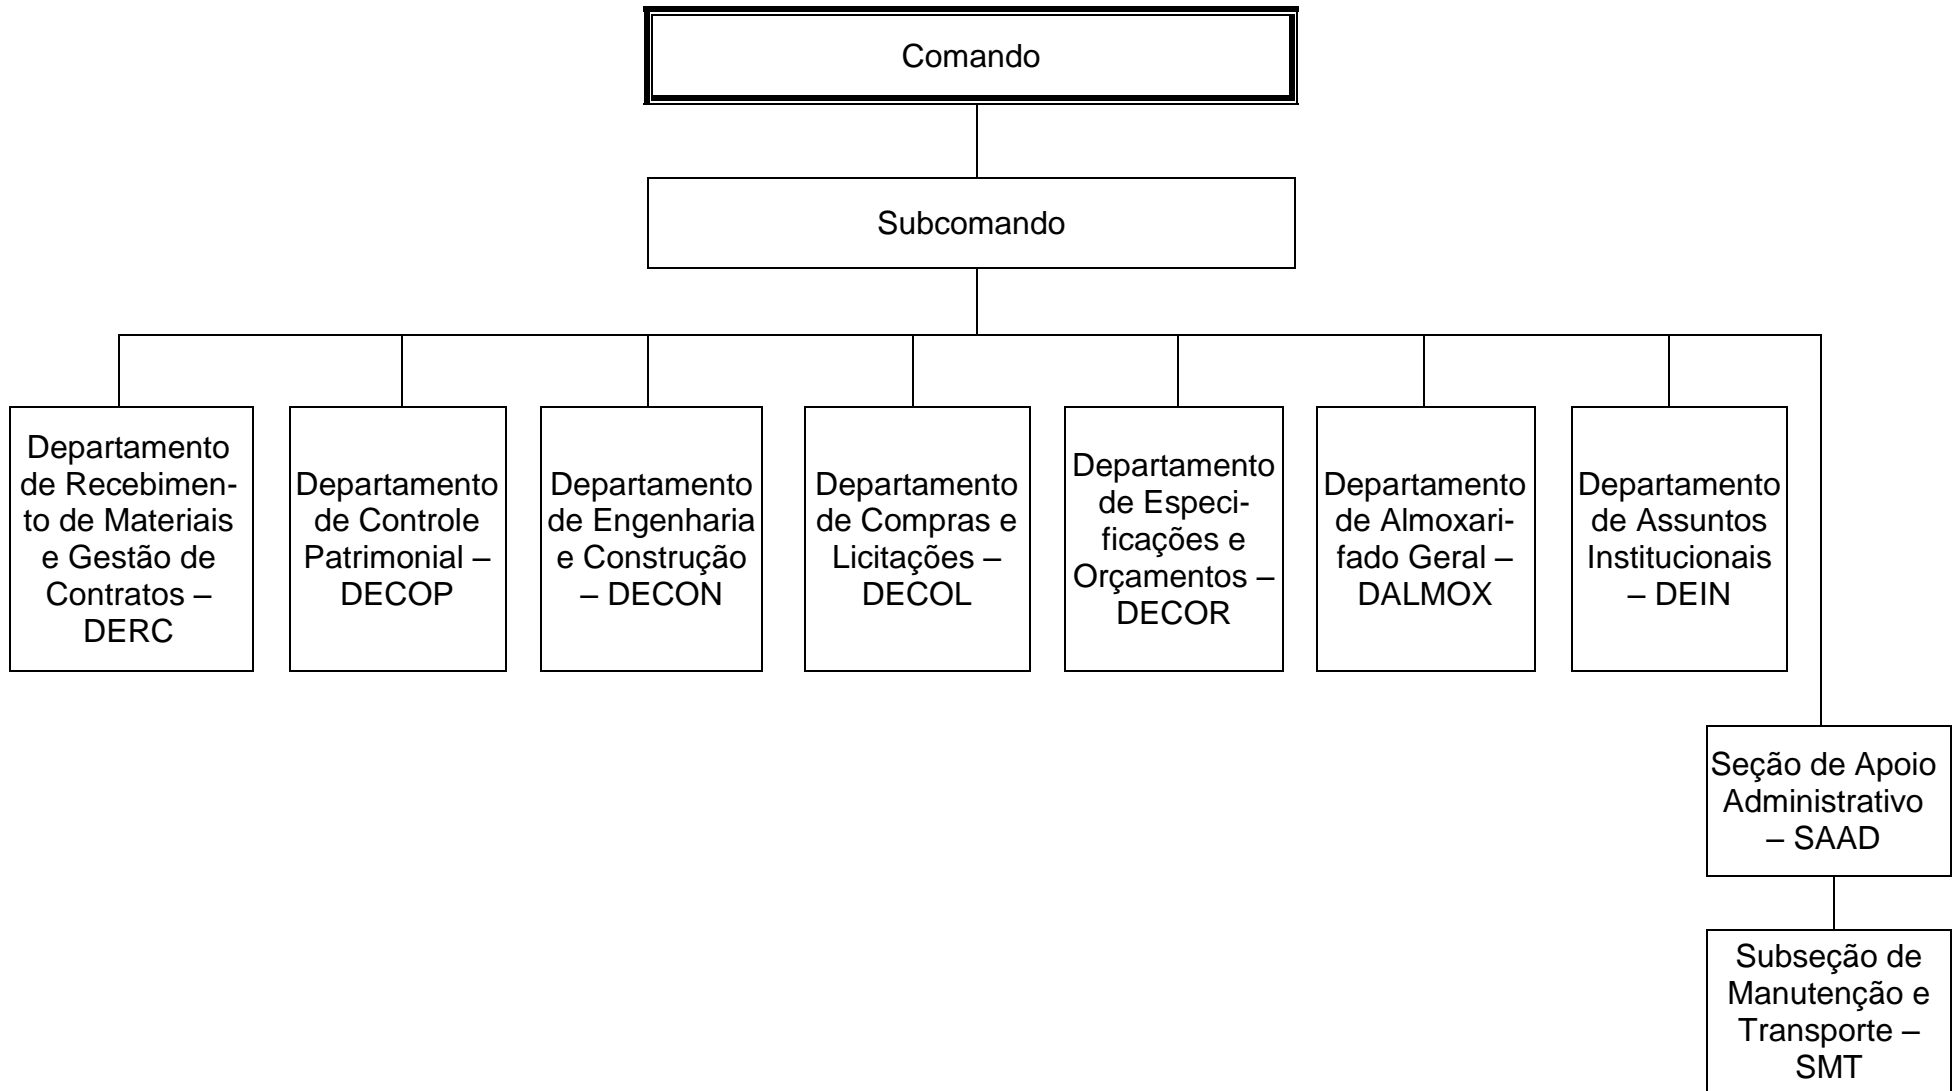 Comando
Subcomando
Departamento
de Recebimen-
to de Materiais
e Gestão de
Contratos –
DERC
Departamento
de Controle
Patrimonial –
DECOP
Departamento
de Engenharia
e Construção
– DECON
Departamento
de Compras e
Licitações –
DECOL
Departamento
de Especi-
ficações e
Orçamentos –
DECOR
Departamento
de Almoxari-
fado Geral –
DALMOX
Departamento
de Assuntos
Institucionais
– DEIN
Seção de Apoio
Administrativo
– SAAD
Subseção de
Manutenção e
Transporte –
SMT